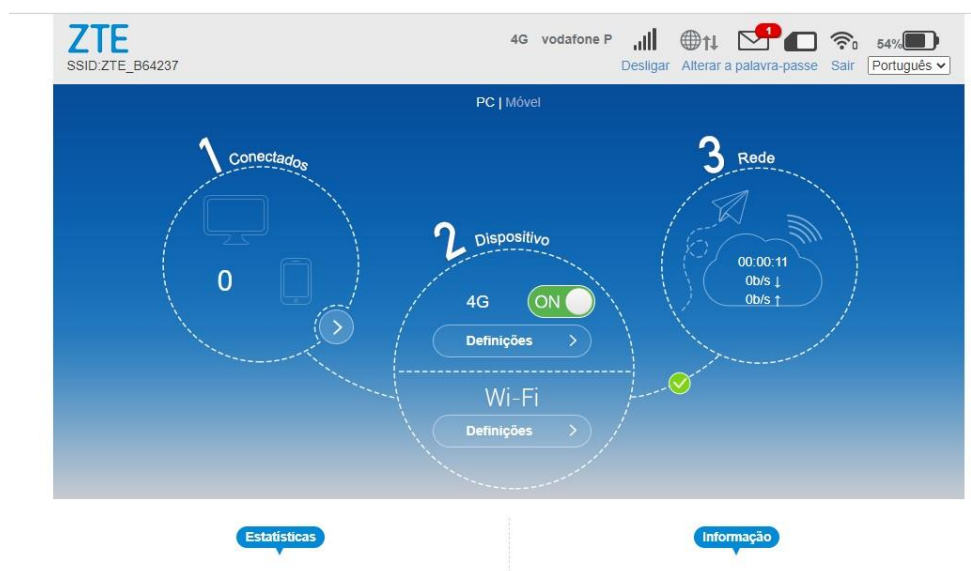 ZTE
SSID:ZTE_B64237
4G vodafone P 1 0 54%
Desligar Alterar a palavra-passe Sair Português
PC | Móvel
1 Conectados
0
2 Dispositivo
4G ON
Definições
Wi-Fi
Definições
3 Rede
00:00:11
0b/s ↓
0b/s ↑
Estatísticas
Informação